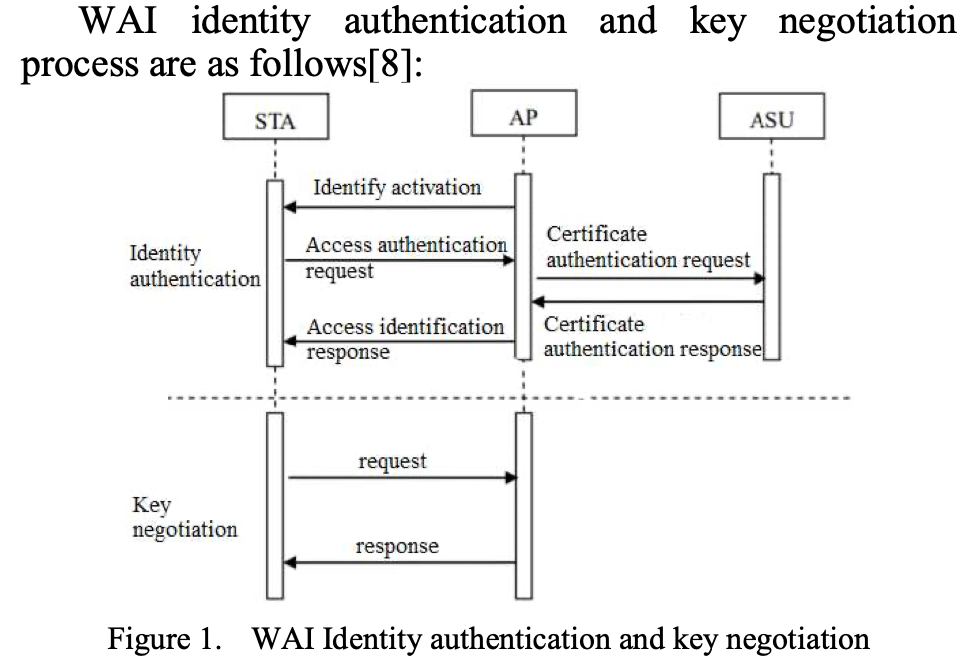 WAI identity authentication and key negotiation
process are as follows[8]:
STA
AP
ASU
Identify activation
Identity
authentication
Access authentication
request
Certificate
authentication request
Access identification
response
Certificate
authentication response
request
Key
negotiation
response
Figure 1. WAI Identity authentication and key negotiation